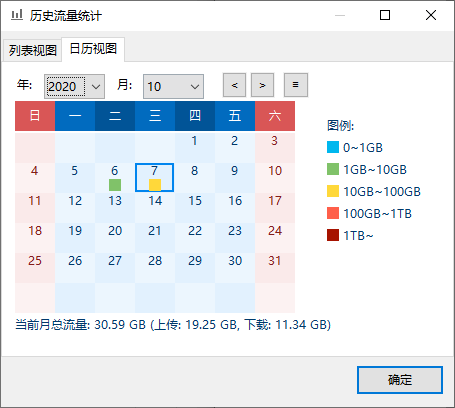 历史流量统计
列表视图 日历视图
年: 2020 月: 10 < > ≡
日 一 二 三 四 五 六
1 2 3
4 5 6 7 8 9 10
11 12 13 14 15 16 17
18 19 20 21 22 23 24
25 26 27 28 29 30 31
图例:
0~1GB
1GB~10GB
10GB~100GB
100GB~1TB
1TB~
当前月总流量: 30.59 GB (上传: 19.25 GB, 下载: 11.34 GB)
确定